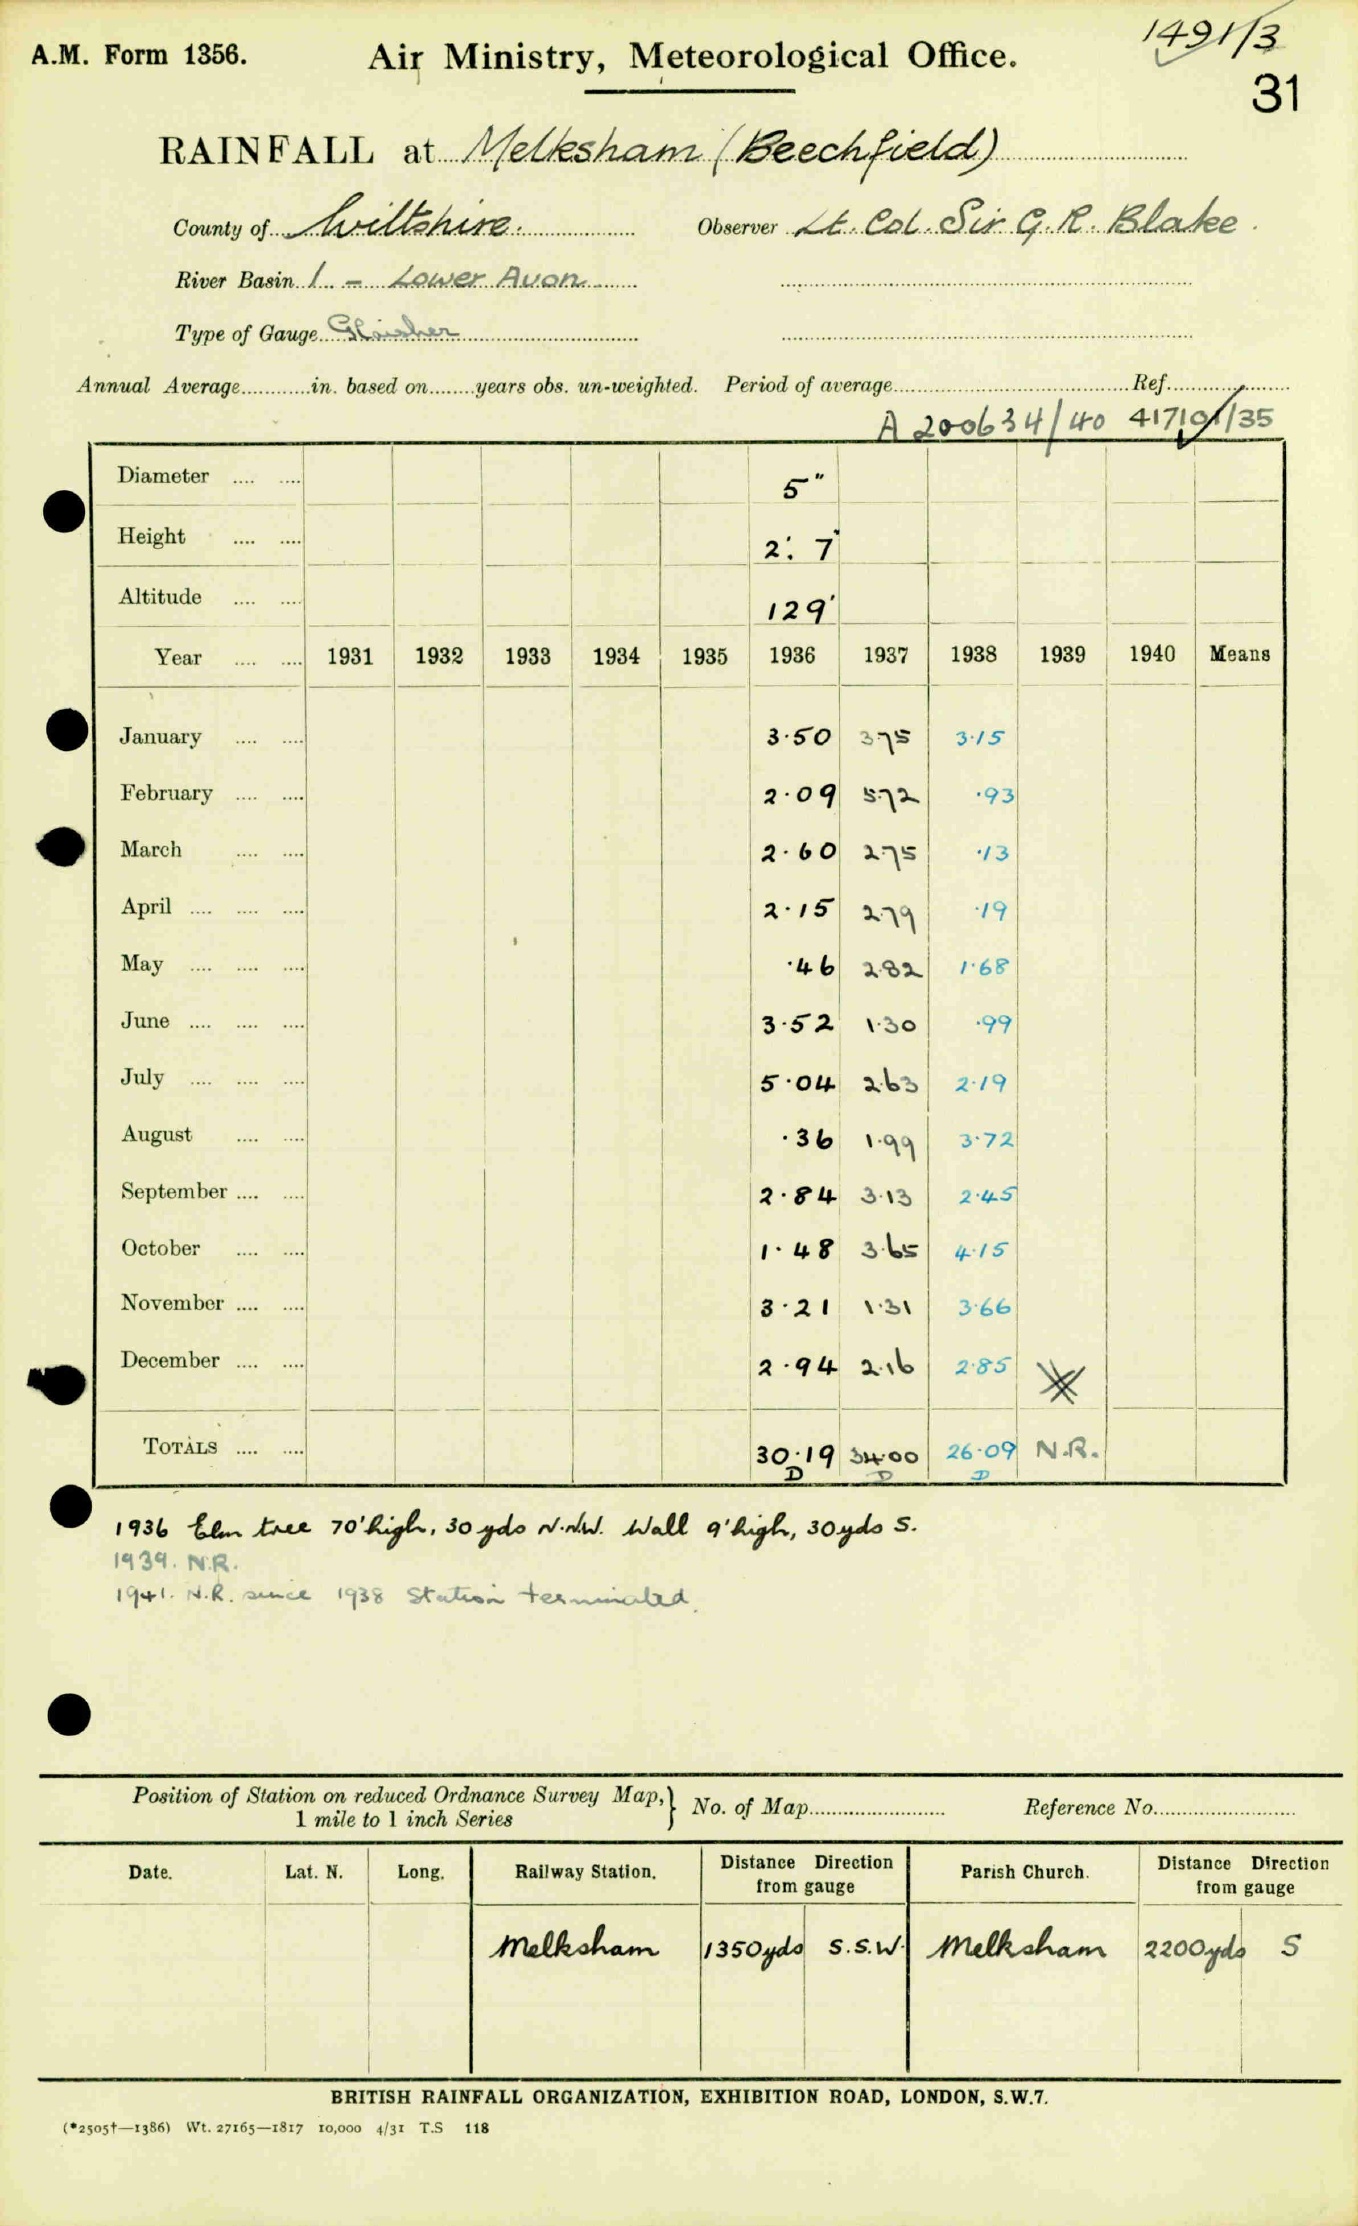 1491/3
A.M. Form 1356. Air Ministry, Meteorological Office.
31
RAINFALL at Melksham (Beechfield)
County of Wiltshire. Observer Lt. Col. Sir G. R. Blake.
River Basin 1. – Lower Avon
Type of Gauge Glaisher
Annual Average............in. based on........years obs. un-weighted. Period of average........ Ref........
A 200634/40 417101/35
Diameter .... .... 5"
Height .... .... 2': 7"
Altitude .... .... 129'
Year .... .... 1931 1932 1933 1934 1935 1936 1937 1938 1939 1940 Means
January .... .... 3·50 375 3·15
February .... .... 2·09 5·72 ·93
March .... .... 2·60 2·75 ·13
April .... .... .... 2·15 2·79 ·19
May .... .... .... ·46 2·82 1·68
June .... .... .... 3·52 1·30 ·99
July .... .... .... 5·04 2·63 2·19
August .... .... ·36 1·99 3·72
September .... .... 2·84 3·13 2·45
October .... .... 1·48 3·65 4·15
November .... .... 3·21 1·31 3·66
December .... .... 2·94 2·16 2·85
TOTALS .... .... 30·19 34·00 26·09 N.R.
D D D
1936 Elm tree 70' high, 30 yds N.N.W. Wall 9' high, 30 yds S.
1939. N.R.
1941. N.R. since 1938 Station terminated.
Position of Station on reduced Ordnance Survey Map, } No. of Map........ Reference No........
1 mile to 1 inch Series
Date. Lat. N. Long. Railway Station. Distance Direction from gauge Parish Church. Distance Direction from gauge
Melksham 1350 yds S.S.W. Melksham 2200 yds S
BRITISH RAINFALL ORGANIZATION, EXHIBITION ROAD, LONDON, S.W.7.
(*2505†—1386) Wt. 27165—1817 10,000 4/31 T.S 118